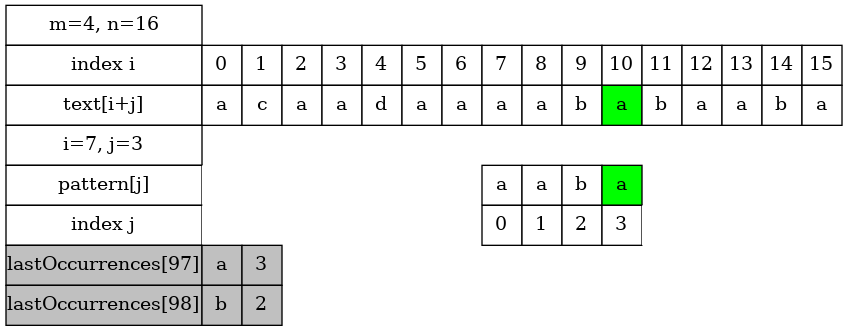 m=4, n=16
index i 0 1 2 3 4 5 6 7 8 9 10 11 12 13 14 15
text[i+j] a c a a d a a a a b a b a a b a
i=7, j=3
pattern[j] a a b a
index j 0 1 2 3
lastOccurrences[97] a 3
lastOccurrences[98] b 2